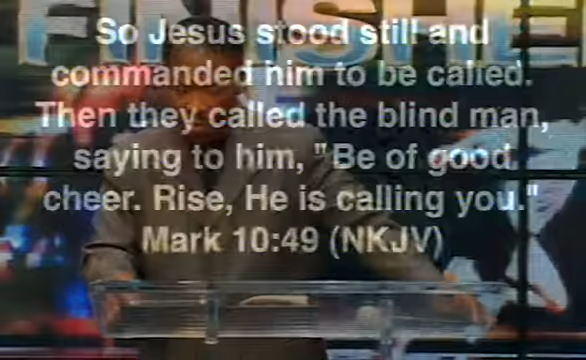 FINISHE
So Jesus stood still and
commanded him to be called.
Then they called the blind man,
saying to him, "Be of good
cheer. Rise, He is calling you."
Mark 10:49 (NKJV)